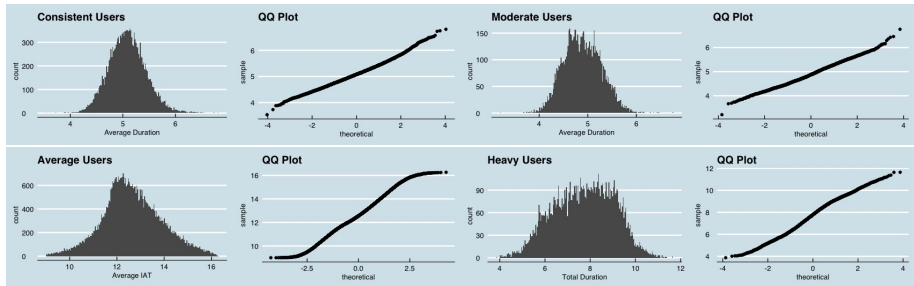 Consistent Users
QQ Plot
Moderate Users
QQ Plot
count
300
200
100
0
4 5 6
Average Duration
sample
6
5
4
-4 -2 0 2 4
theoretical
count
150
100
50
0
4 5 6
Average Duration
sample
6
5
4
-4 -2 0 2 4
theoretical
Average Users
QQ Plot
Heavy Users
QQ Plot
count
600
400
200
0
10 12 14 16
Average IAT
sample
16
14
12
10
-2.5 0.0 2.5
theoretical
count
90
60
30
0
4 6 8 10 12
Total Duration
sample
12
10
8
6
4
-4 -2 0 2 4
theoretical